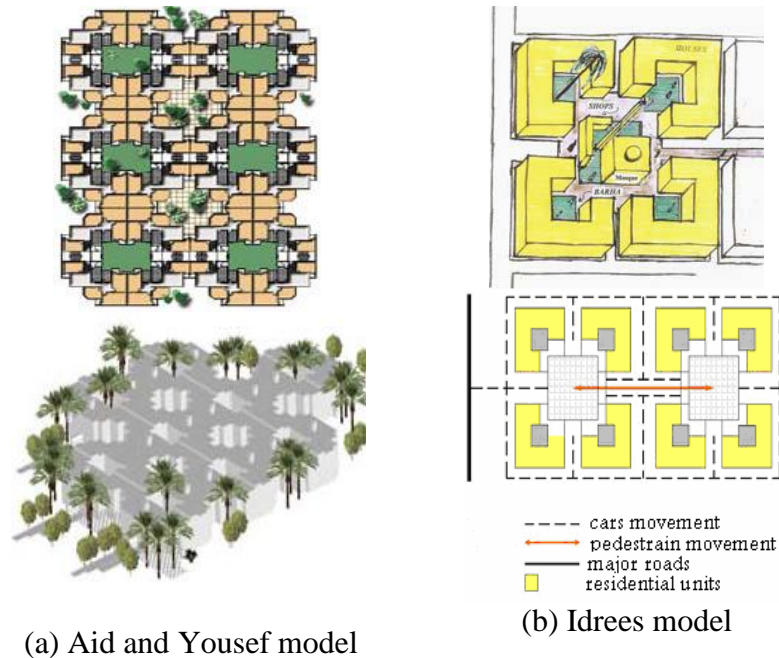 HOUSES
SHOPS
Mosque
BARHA
cars movement
pedestrain movement
major roads
residential units
(a) Aid and Yousef model
(b) Idrees model